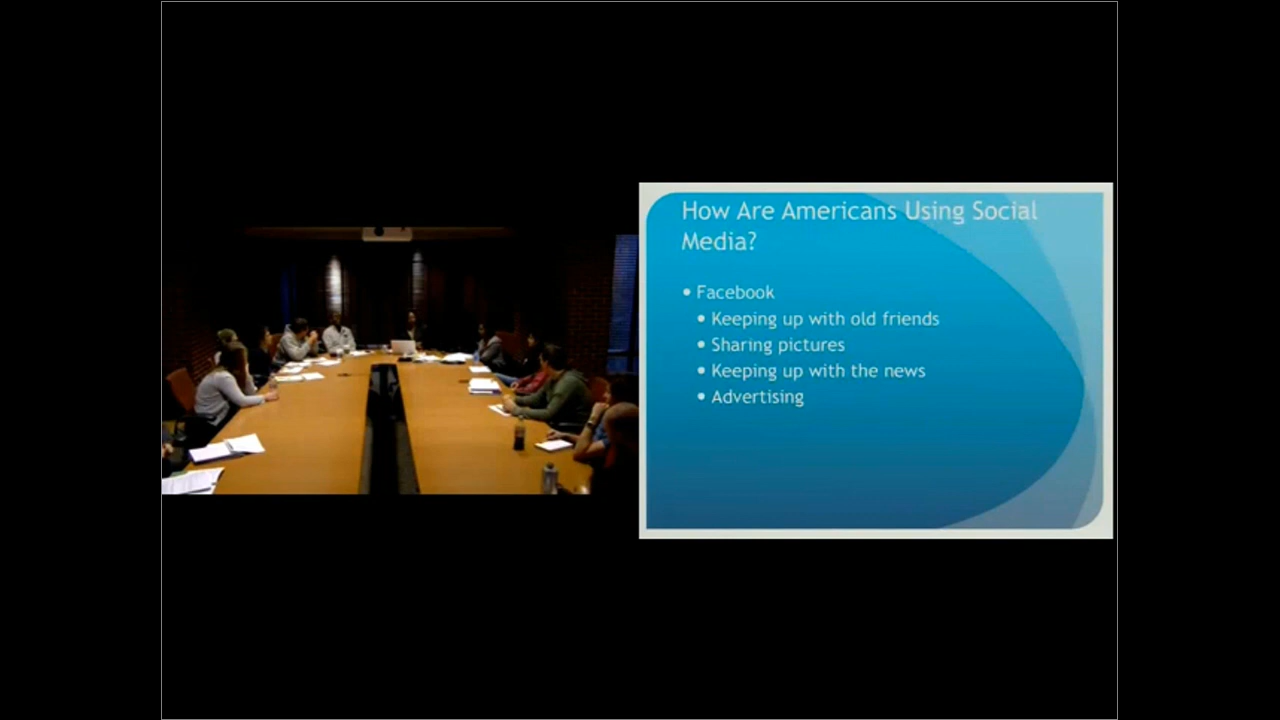 How Are Americans Using Social
Media?
• Facebook
• Keeping up with old friends
• Sharing pictures
• Keeping up with the news
• Advertising